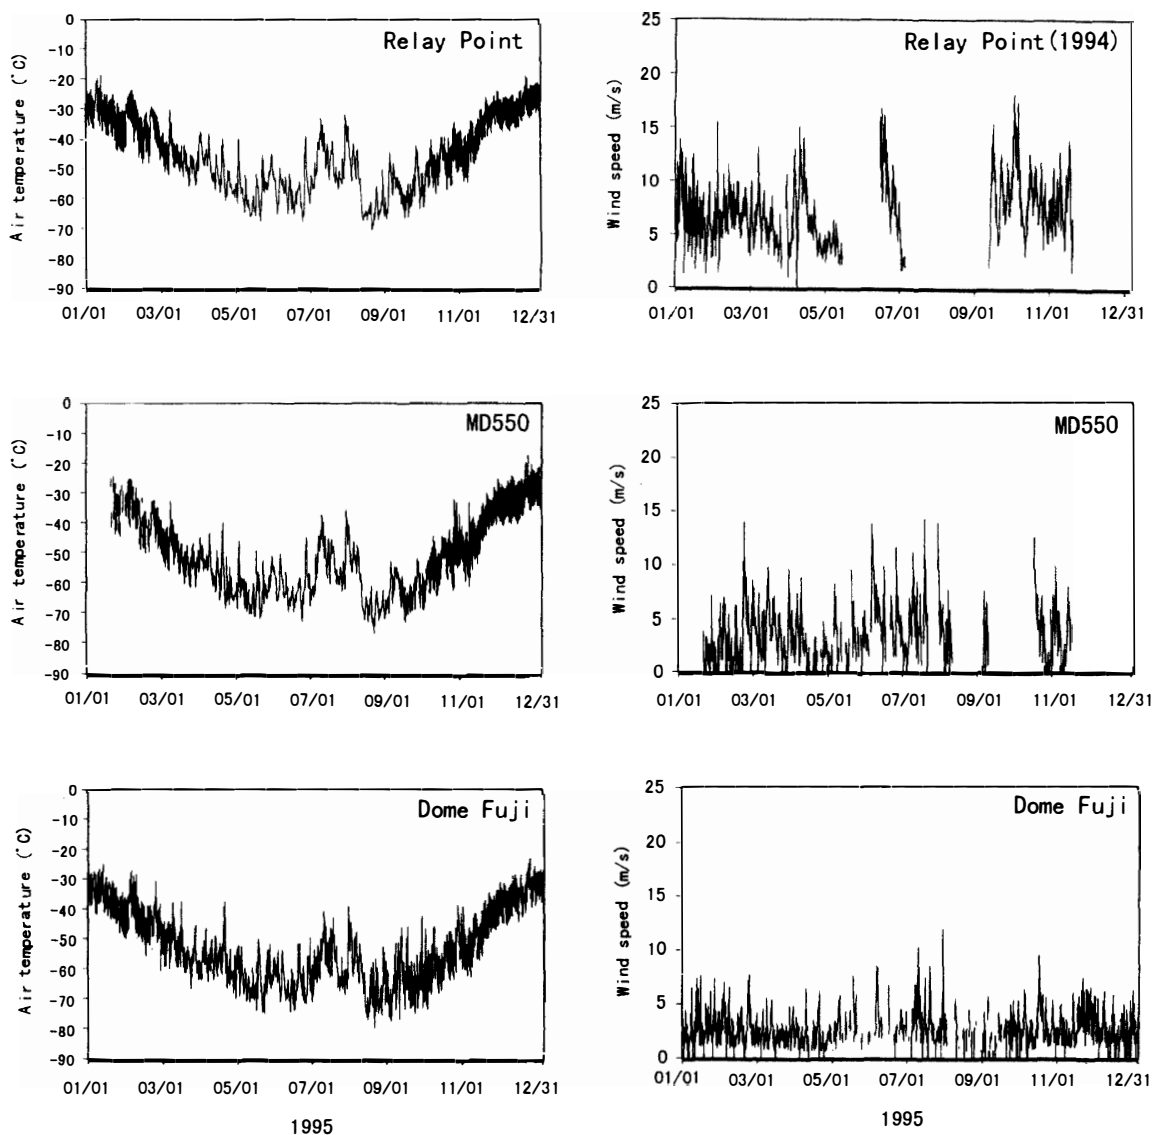 0
-10
-20
-30
-40
-50
-60
-70
-80
-90
Air temperature (°C)
Relay Point
01/01 03/01 05/01 07/01 09/01 11/01 12/31
25
20
15
10
5
0
Wind speed (m/s)
Relay Point(1994)
01/01 03/01 05/01 07/01 09/01 11/01 12/31
0
-10
-20
-30
-40
-50
-60
-70
-80
-90
Air temperature (°C)
MD550
01/01 03/01 05/01 07/01 09/01 11/01 12/31
25
20
15
10
5
0
Wind speed (m/s)
MD550
01/01 03/01 05/01 07/01 09/01 11/01 12/31
0
-10
-20
-30
-40
-50
-60
-70
-80
-90
Air temperature (°C)
Dome Fuji
01/01 03/01 05/01 07/01 09/01 11/01 12/31
1995
25
20
15
10
5
0
Wind speed (m/s)
Dome Fuji
01/01 03/01 05/01 07/01 09/01 11/01 12/31
1995